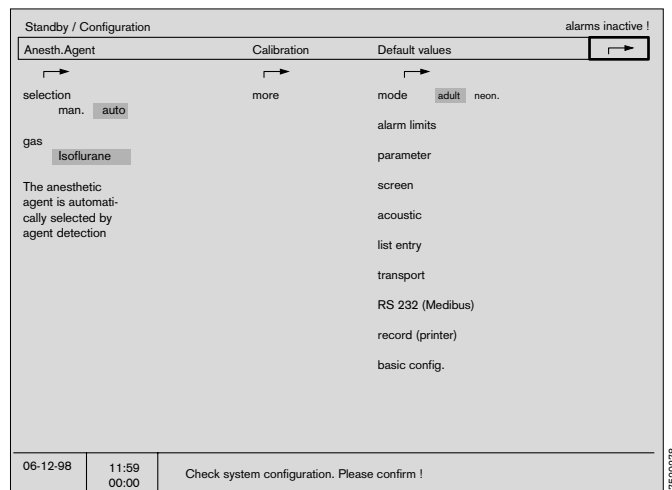 Standby / Configuration
alarms inactive !
Anesth.Agent
Calibration
Default values
selection
man. auto
gas
Isoflurane
The anesthetic
agent is automati-
cally selected by
agent detection
more
mode adult neon.
alarm limits
parameter
screen
acoustic
list entry
transport
RS 232 (Medibus)
record (printer)
basic config.
06-12-98
11:59
00:00
Check system configuration. Please confirm !